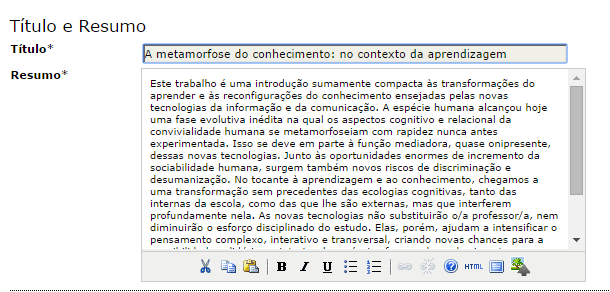 Título e Resumo
Título*
A metamorfose do conhecimento: no contexto da aprendizagem
Resumo*
Este trabalho é uma introdução sumamente compacta às transformações do
aprender e às reconfigurações do conhecimento ensejadas pelas novas
tecnologias da informação e da comunicação. A espécie humana alcançou hoje
uma fase evolutiva inédita na qual os aspectos cognitivo e relacional da
convivialidade humana se metamorfoseiam com rapidez nunca antes
experimentada. Isso se deve em parte à função mediadora, quase onipresente,
dessas novas tecnologias. Junto às oportunidades enormes de incremento da
sociabilidade humana, surgem também novos riscos de discriminação e
desumanização. No tocante à aprendizagem e ao conhecimento, chegamos a
uma transformação sem precedentes das ecologias cognitivas, tanto das
internas da escola, como das que lhe são externas, mas que interferem
profundamente nela. As novas tecnologias não substituirão o/a professor/a, nem
diminuirão o esforço disciplinado do estudo. Elas, porém, ajudam a intensificar o
pensamento complexo, interativo e transversal, criando novas chances para a
B I U HTML